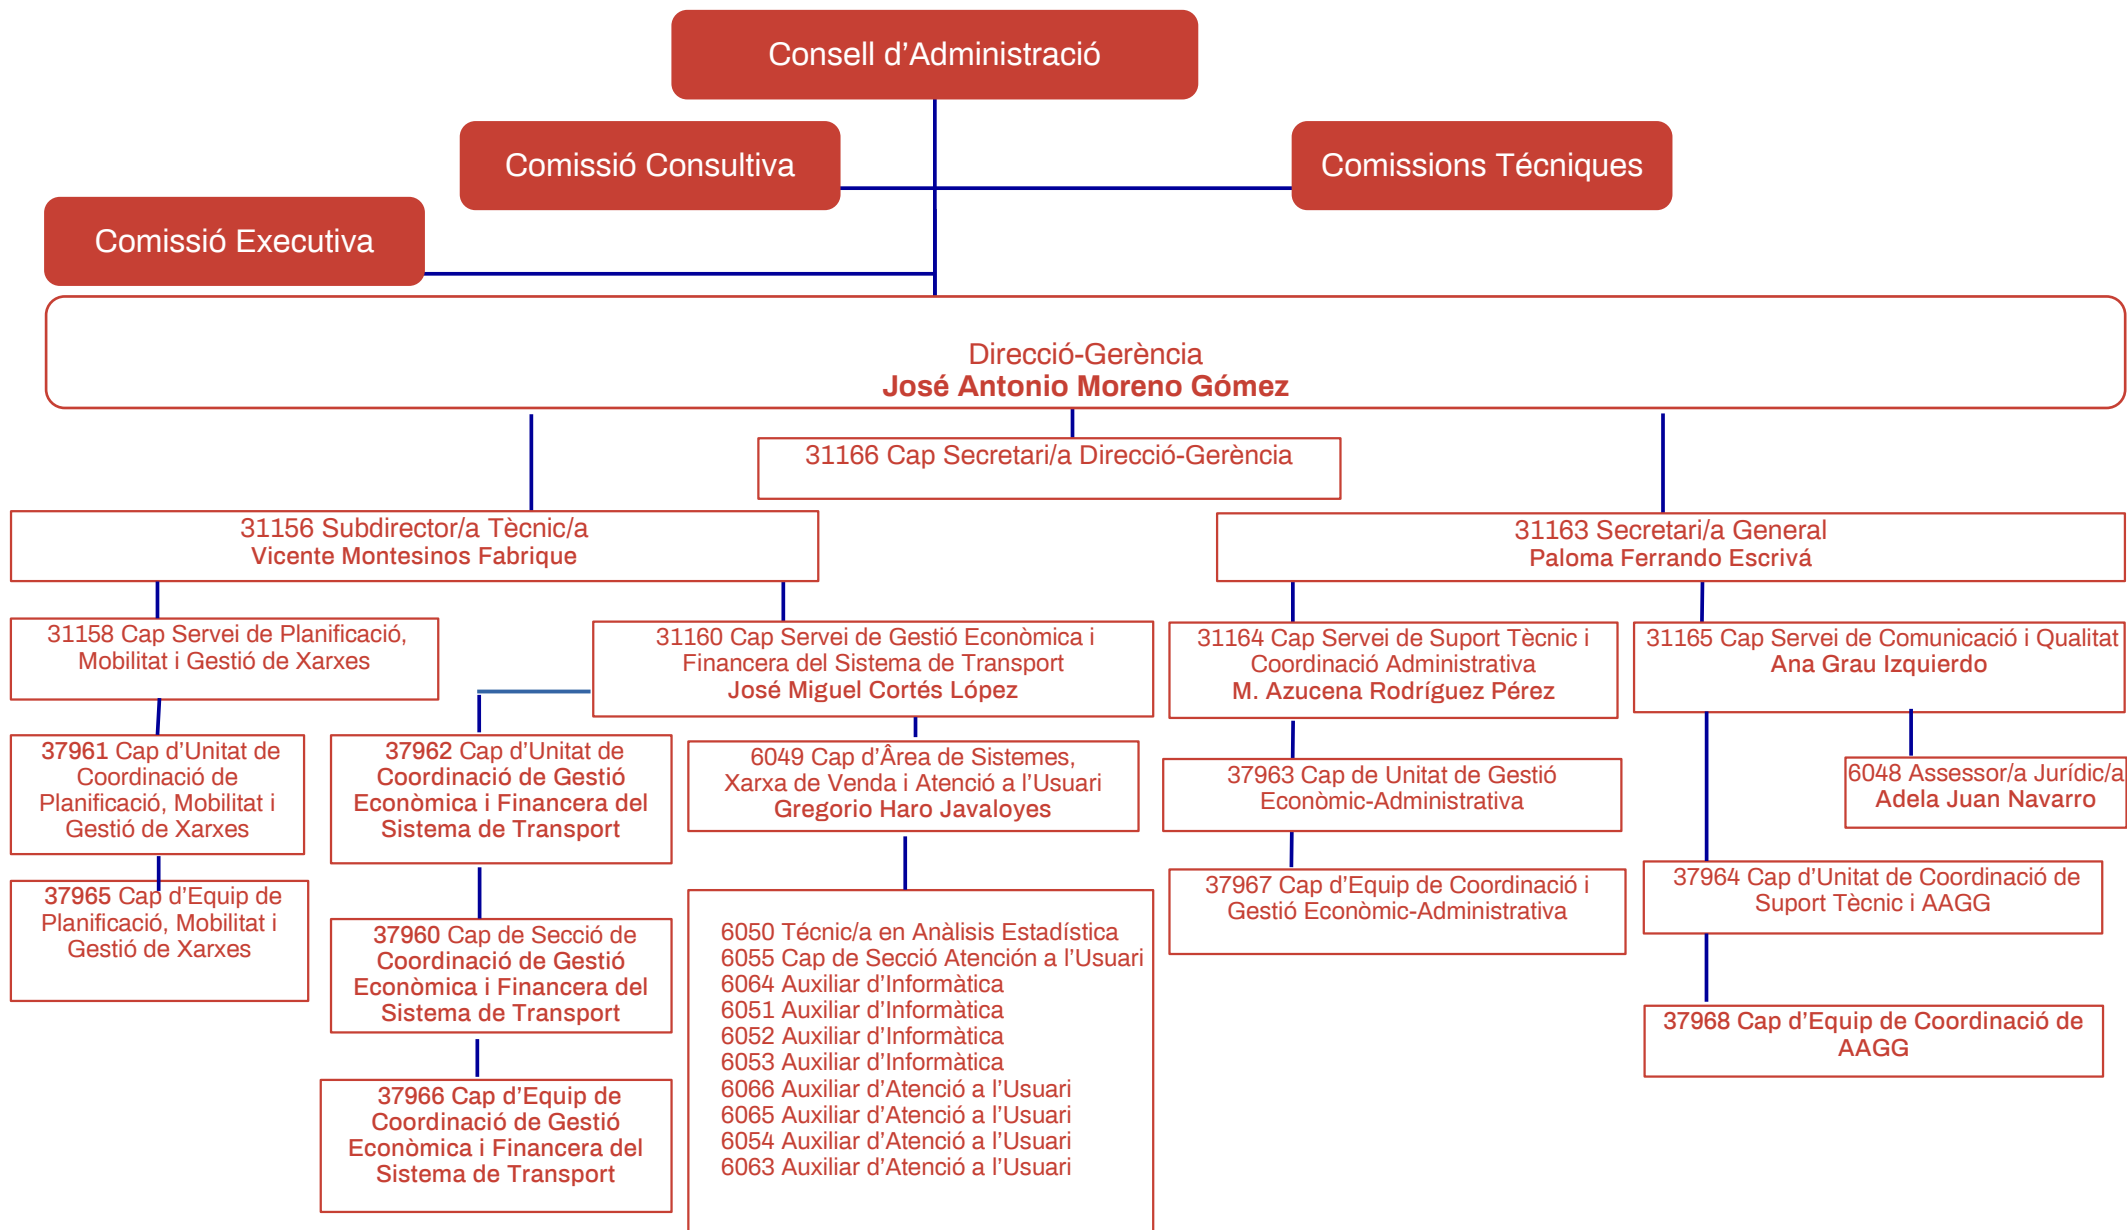 Consell d’Administració
Comissió Consultiva
Comissions Técniques
Comissió Executiva
Direcció-Gerència
José Antonio Moreno Gómez
31166 Cap Secretari/a Direcció-Gerència
31156 Subdirector/a Tècnic/a
Vicente Montesinos Fabrique
31163 Secretari/a General
Paloma Ferrando Escrivá
31158 Cap Servei de Planificació,
Mobilitat i Gestió de Xarxes
31160 Cap Servei de Gestió Econòmica i
Financera del Sistema de Transport
José Miguel Cortés López
31164 Cap Servei de Suport Tècnic i
Coordinació Administrativa
M. Azucena Rodríguez Pérez
31165 Cap Servei de Comunicació i Qualitat
Ana Grau Izquierdo
37961 Cap d’Unitat de
Coordinació de
Planificació, Mobilitat i
Gestió de Xarxes
37962 Cap d’Unitat de
Coordinació de Gestió
Econòmica i Financera del
Sistema de Transport
6049 Cap d’Ârea de Sistemes,
Xarxa de Venda i Atenció a l’Usuari
Gregorio Haro Javaloyes
37963 Cap de Unitat de Gestió
Econòmic-Administrativa
6048 Assessor/a Jurídic/a
Adela Juan Navarro
37965 Cap d’Equip de
Planificació, Mobilitat i
Gestió de Xarxes
37960 Cap de Secció de
Coordinació de Gestió
Econòmica i Financera del
Sistema de Transport
37966 Cap d’Equip de
Coordinació de Gestió
Econòmica i Financera del
Sistema de Transport
6050 Técnic/a en Anàlisis Estadística
6055 Cap de Secció Atención a l’Usuari
6064 Auxiliar d’Informàtica
6051 Auxiliar d’Informàtica
6052 Auxiliar d’Informàtica
6053 Auxiliar d’Informàtica
6066 Auxiliar d’Atenció a l’Usuari
6065 Auxiliar d’Atenció a l’Usuari
6054 Auxiliar d’Atenció a l’Usuari
6063 Auxiliar d’Atenció a l’Usuari
37967 Cap d’Equip de Coordinació i
Gestió Econòmic-Administrativa
37964 Cap d’Unitat de Coordinació de
Suport Tècnic i AAGG
37968 Cap d’Equip de Coordinació de
AAGG